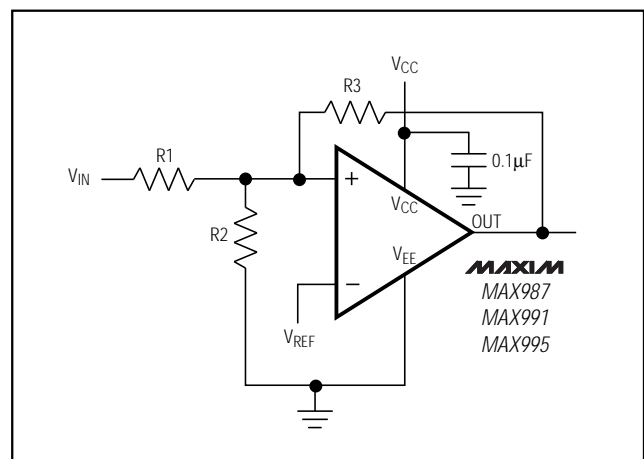 VCC
R3
R1
0.1µF
VIN
+
VCC
R2
OUT
VEE
MAXIM
−
MAX987
VREF
MAX991
MAX995